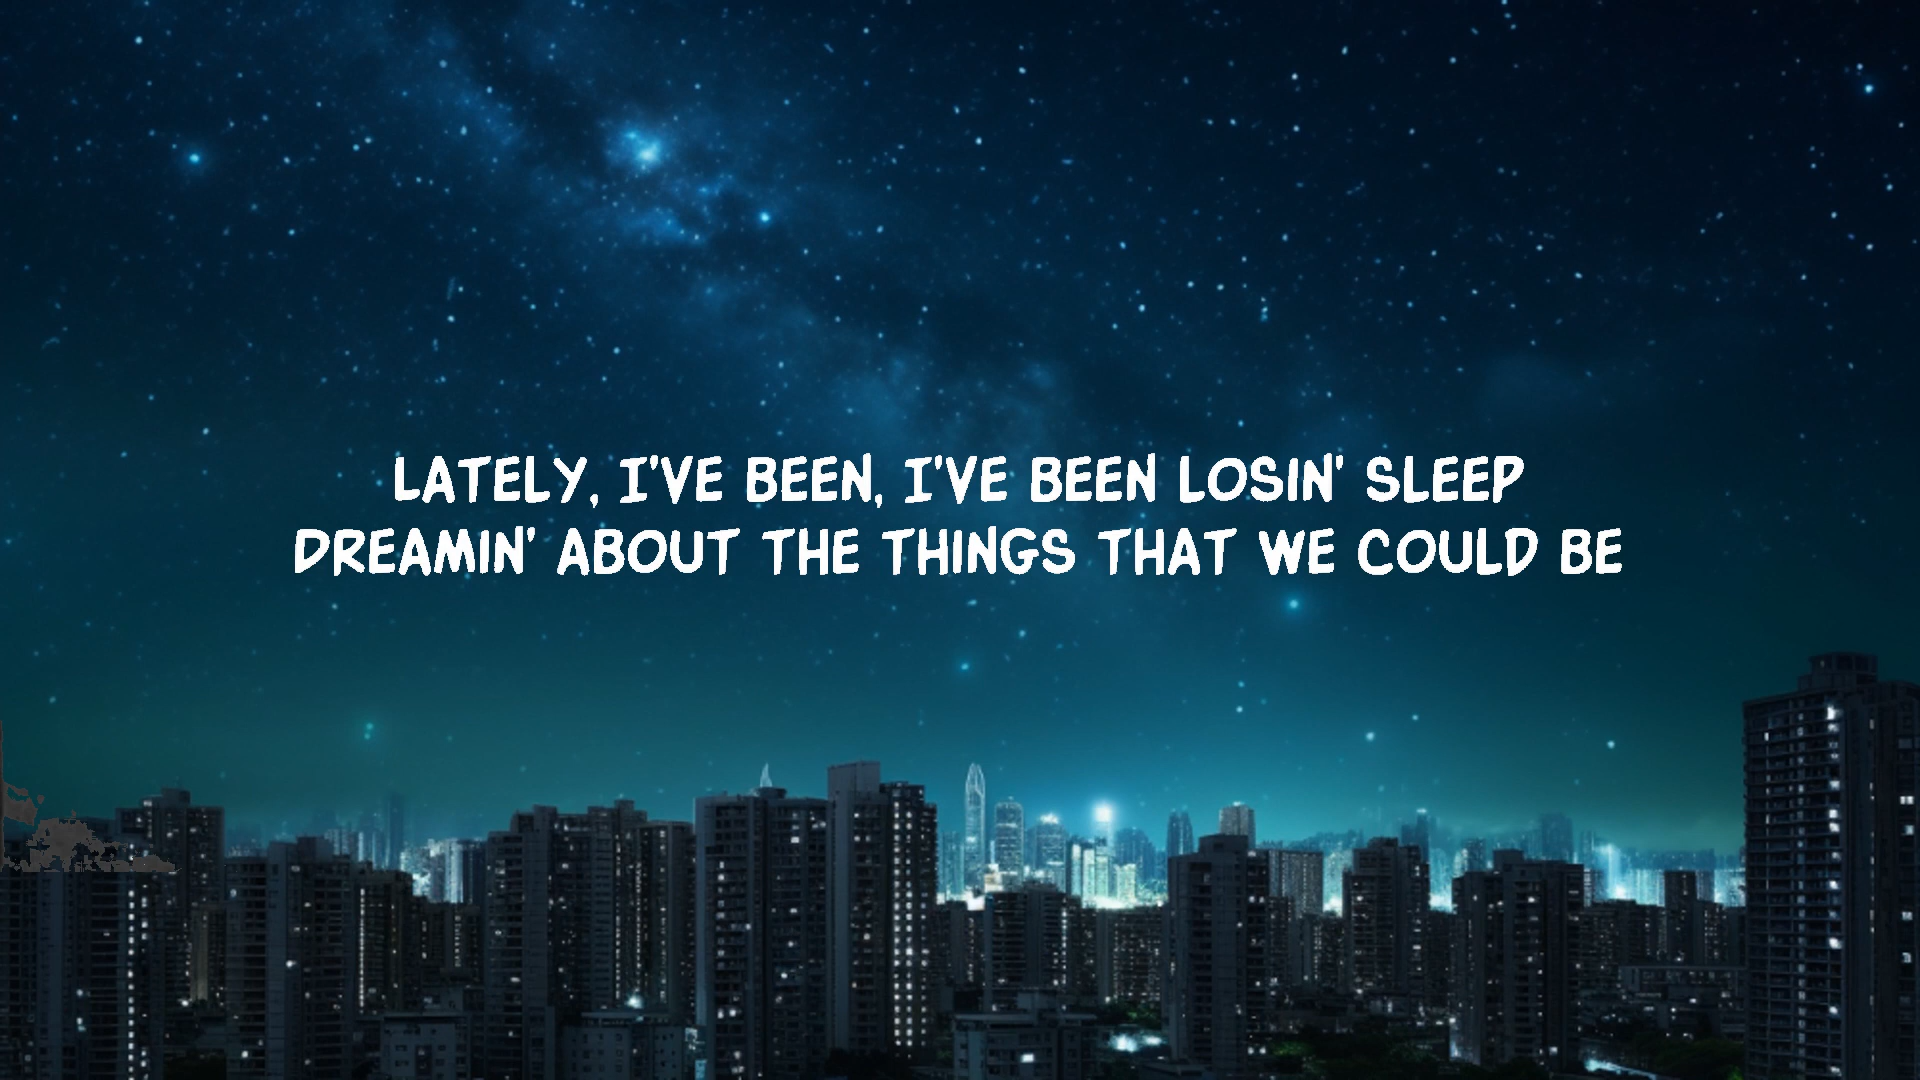 LATELY, I'VE BEEN, I'VE BEEN LOSIN' SLEEP
DREAMIN' ABOUT THE THINGS THAT WE COULD BE